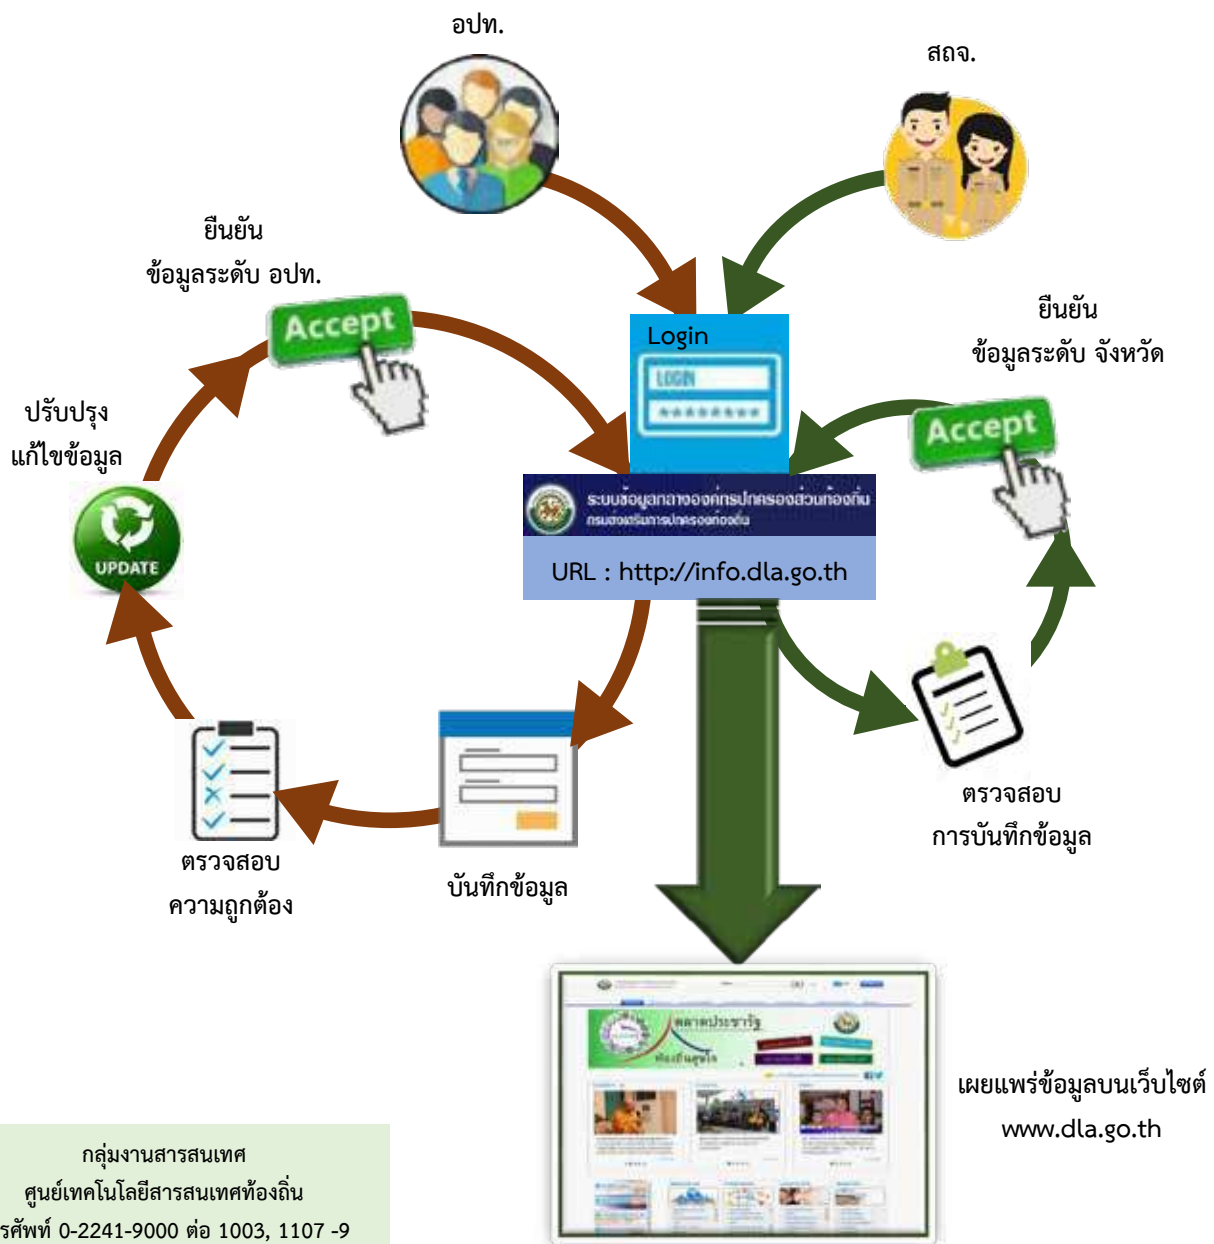 อปท.
สถจ.
ยืนยัน
ข้อมูลระดับ อปท.
Accept
Login
LOGIN
********
ยืนยัน
ข้อมูลระดับ จังหวัด
Accept
ปรับปรุง
แก้ไขข้อมูล
UPDATE
ระบบข้อมูลกลางองค์กรปกครองส่วนท้องถิ่น
กรมส่งเสริมการปกครองท้องถิ่น
URL : http://info.dla.go.th
ตรวจสอบ
ความถูกต้อง
บันทึกข้อมูล
ตรวจสอบ
การบันทึกข้อมูล
ตลาดประชารัฐ
ท้องถิ่นสุขใจ
เผยแพร่ข้อมูลบนเว็บไซต์
www.dla.go.th
กลุ่มงานสารสนเทศ
ศูนย์เทคโนโลยีสารสนเทศท้องถิ่น
รศัพท์ 0-2241-9000 ต่อ 1003, 1107 -9